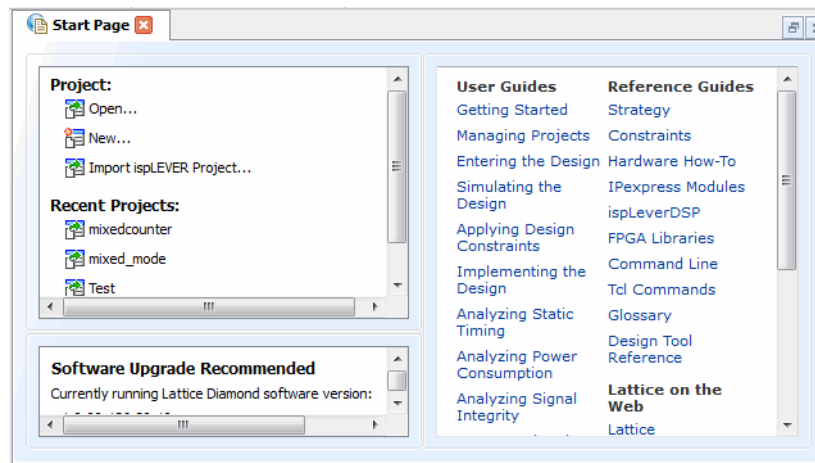 Start Page
Project:
Open...
New...
Import ispLEVER Project...
Recent Projects:
mixedcounter
mixed_mode
Test
Software Upgrade Recommended
Currently running Lattice Diamond software version:
User Guides
Getting Started
Managing Projects
Entering the Design
Simulating the
Design
Applying Design
Constraints
Implementing the
Design
Analyzing Static
Timing
Analyzing Power
Consumption
Analyzing Signal
Integrity
Reference Guides
Strategy
Constraints
Hardware How-To
IPexpress Modules
ispLeverDSP
FPGA Libraries
Command Line
Tcl Commands
Glossary
Design Tool
Reference
Lattice on the
Web
Lattice